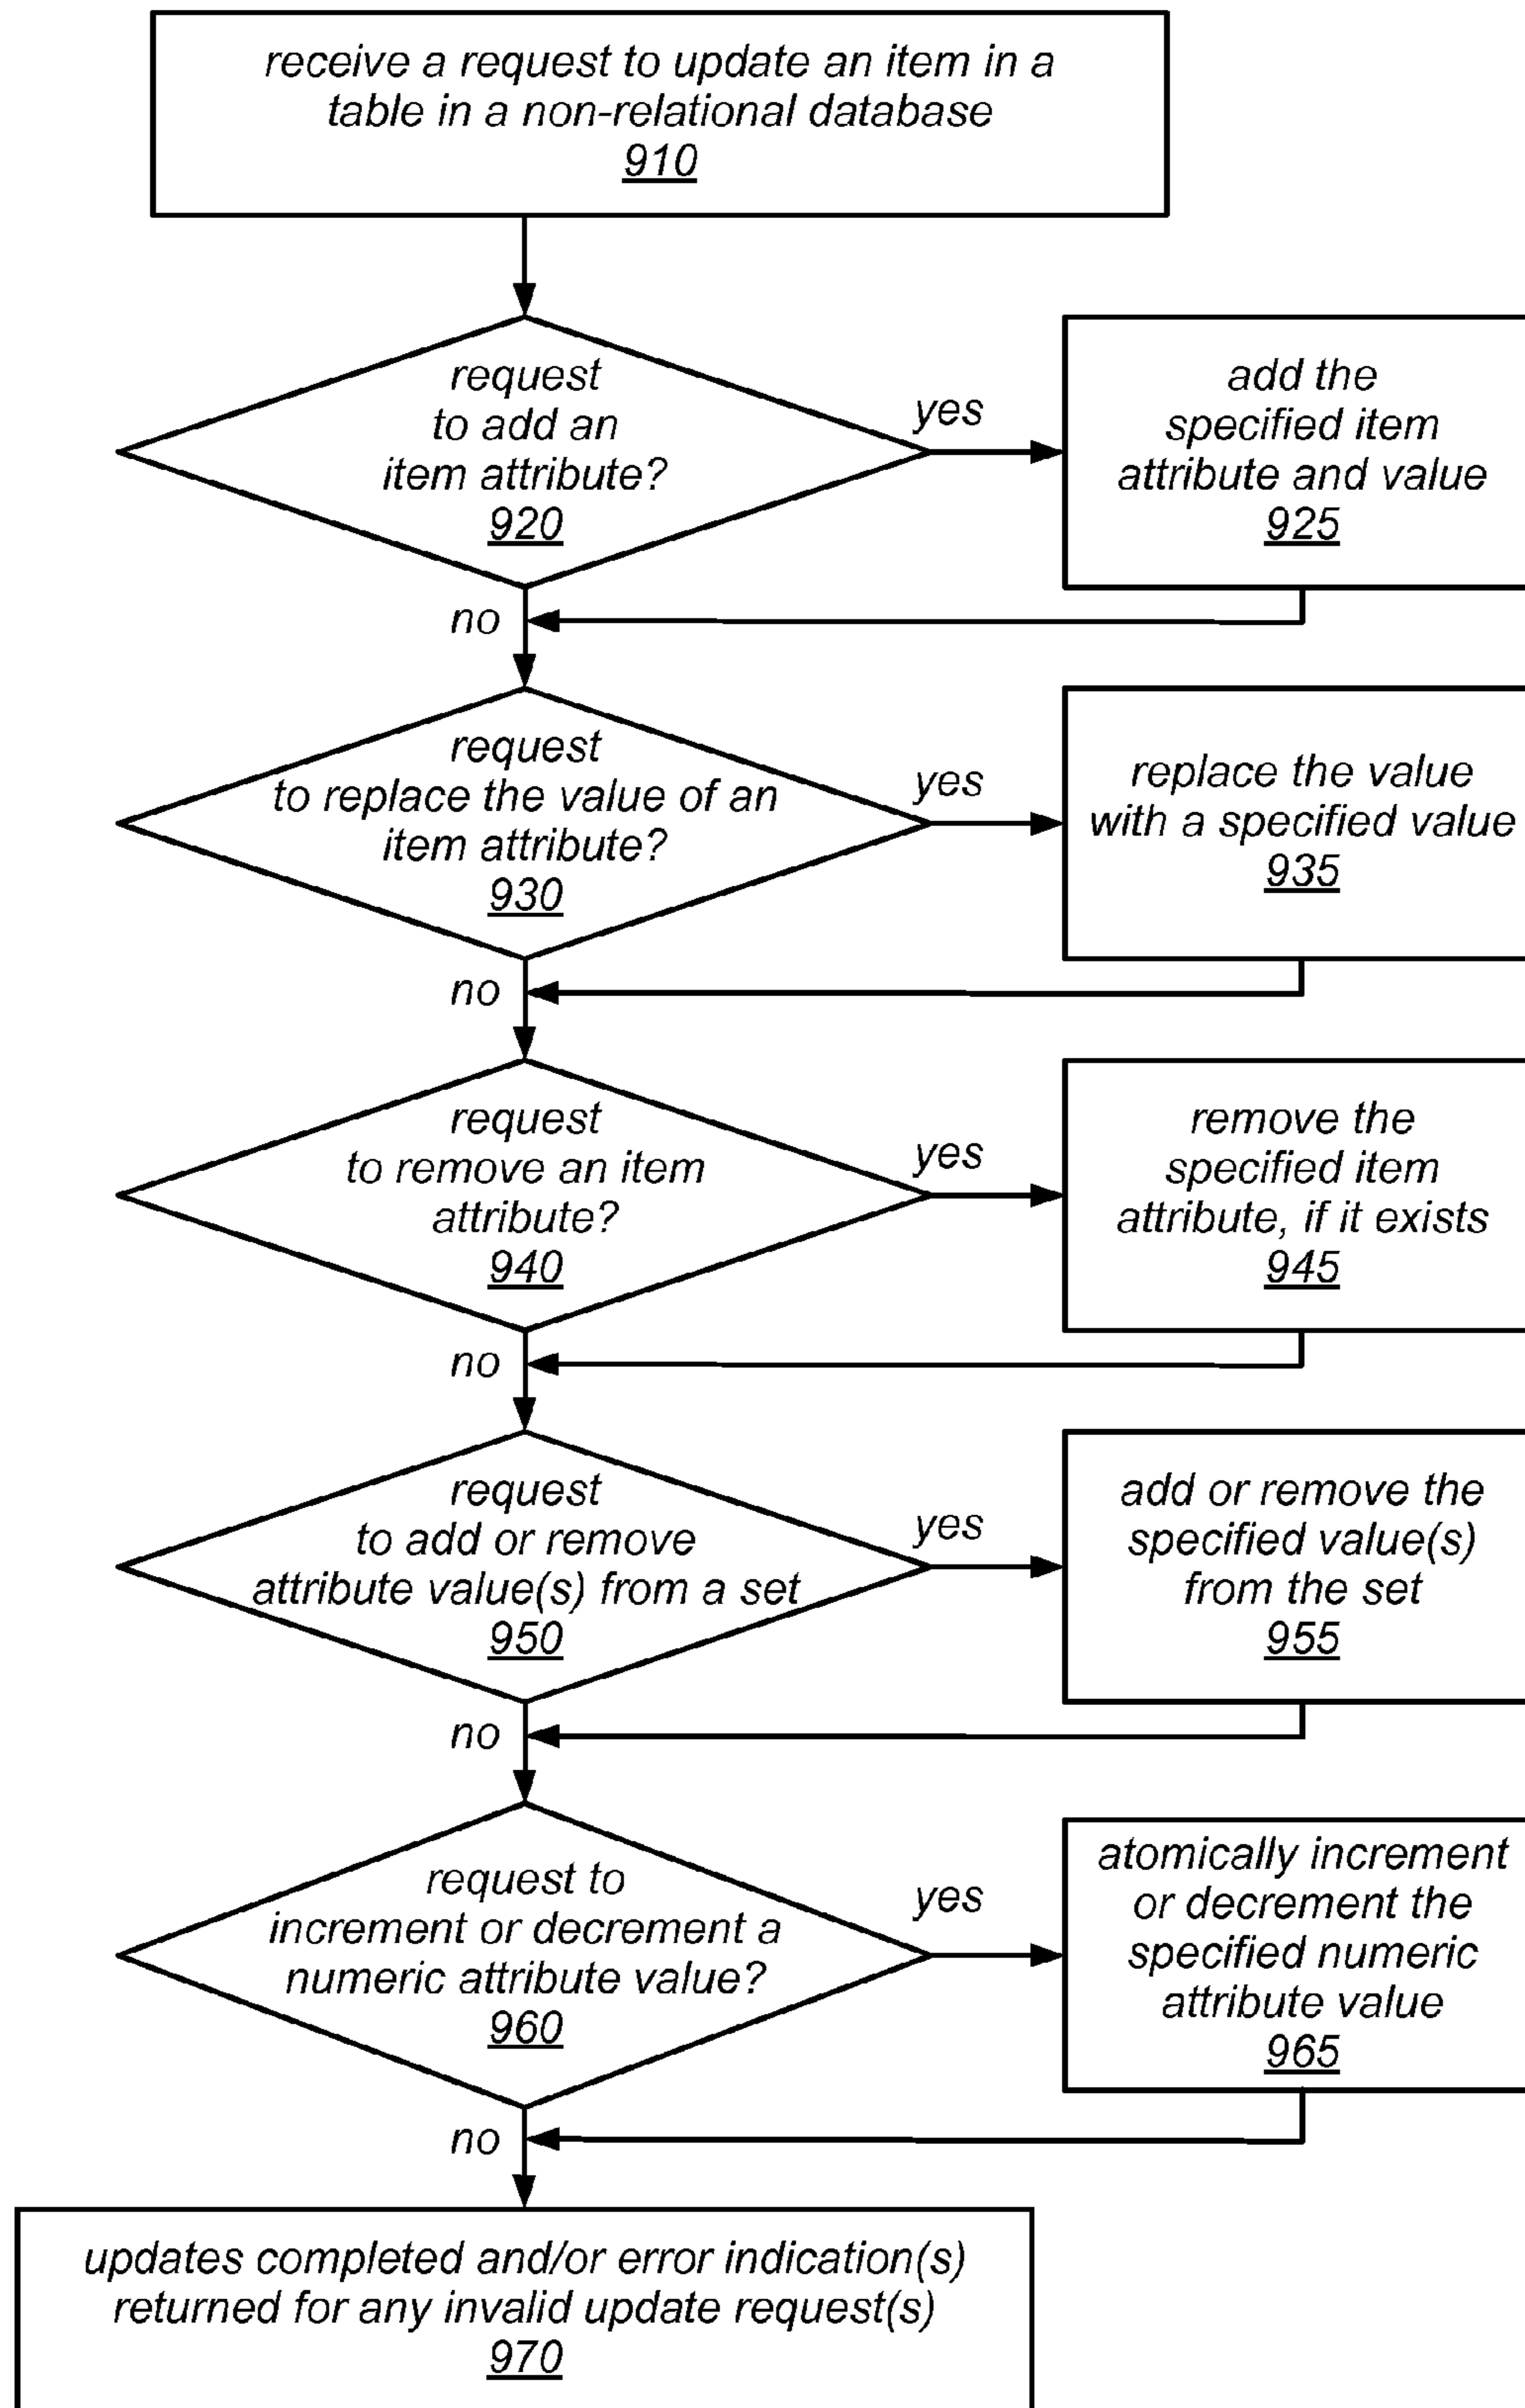 receive a request to update an item in a
table in a non-relational database
910
request
to add an
item attribute?
920
yes
add the
specified item
attribute and value
925
no
request
to replace the value of an
item attribute?
930
yes
replace the value
with a specified value
935
no
request
to remove an item
attribute?
940
yes
remove the
specified item
attribute, if it exists
945
no
request
to add or remove
attribute value(s) from a set
950
yes
add or remove the
specified value(s)
from the set
955
no
request to
increment or decrement a
numeric attribute value?
960
yes
atomically increment
or decrement the
specified numeric
attribute value
965
no
updates completed and/or error indication(s)
returned for any invalid update request(s)
970